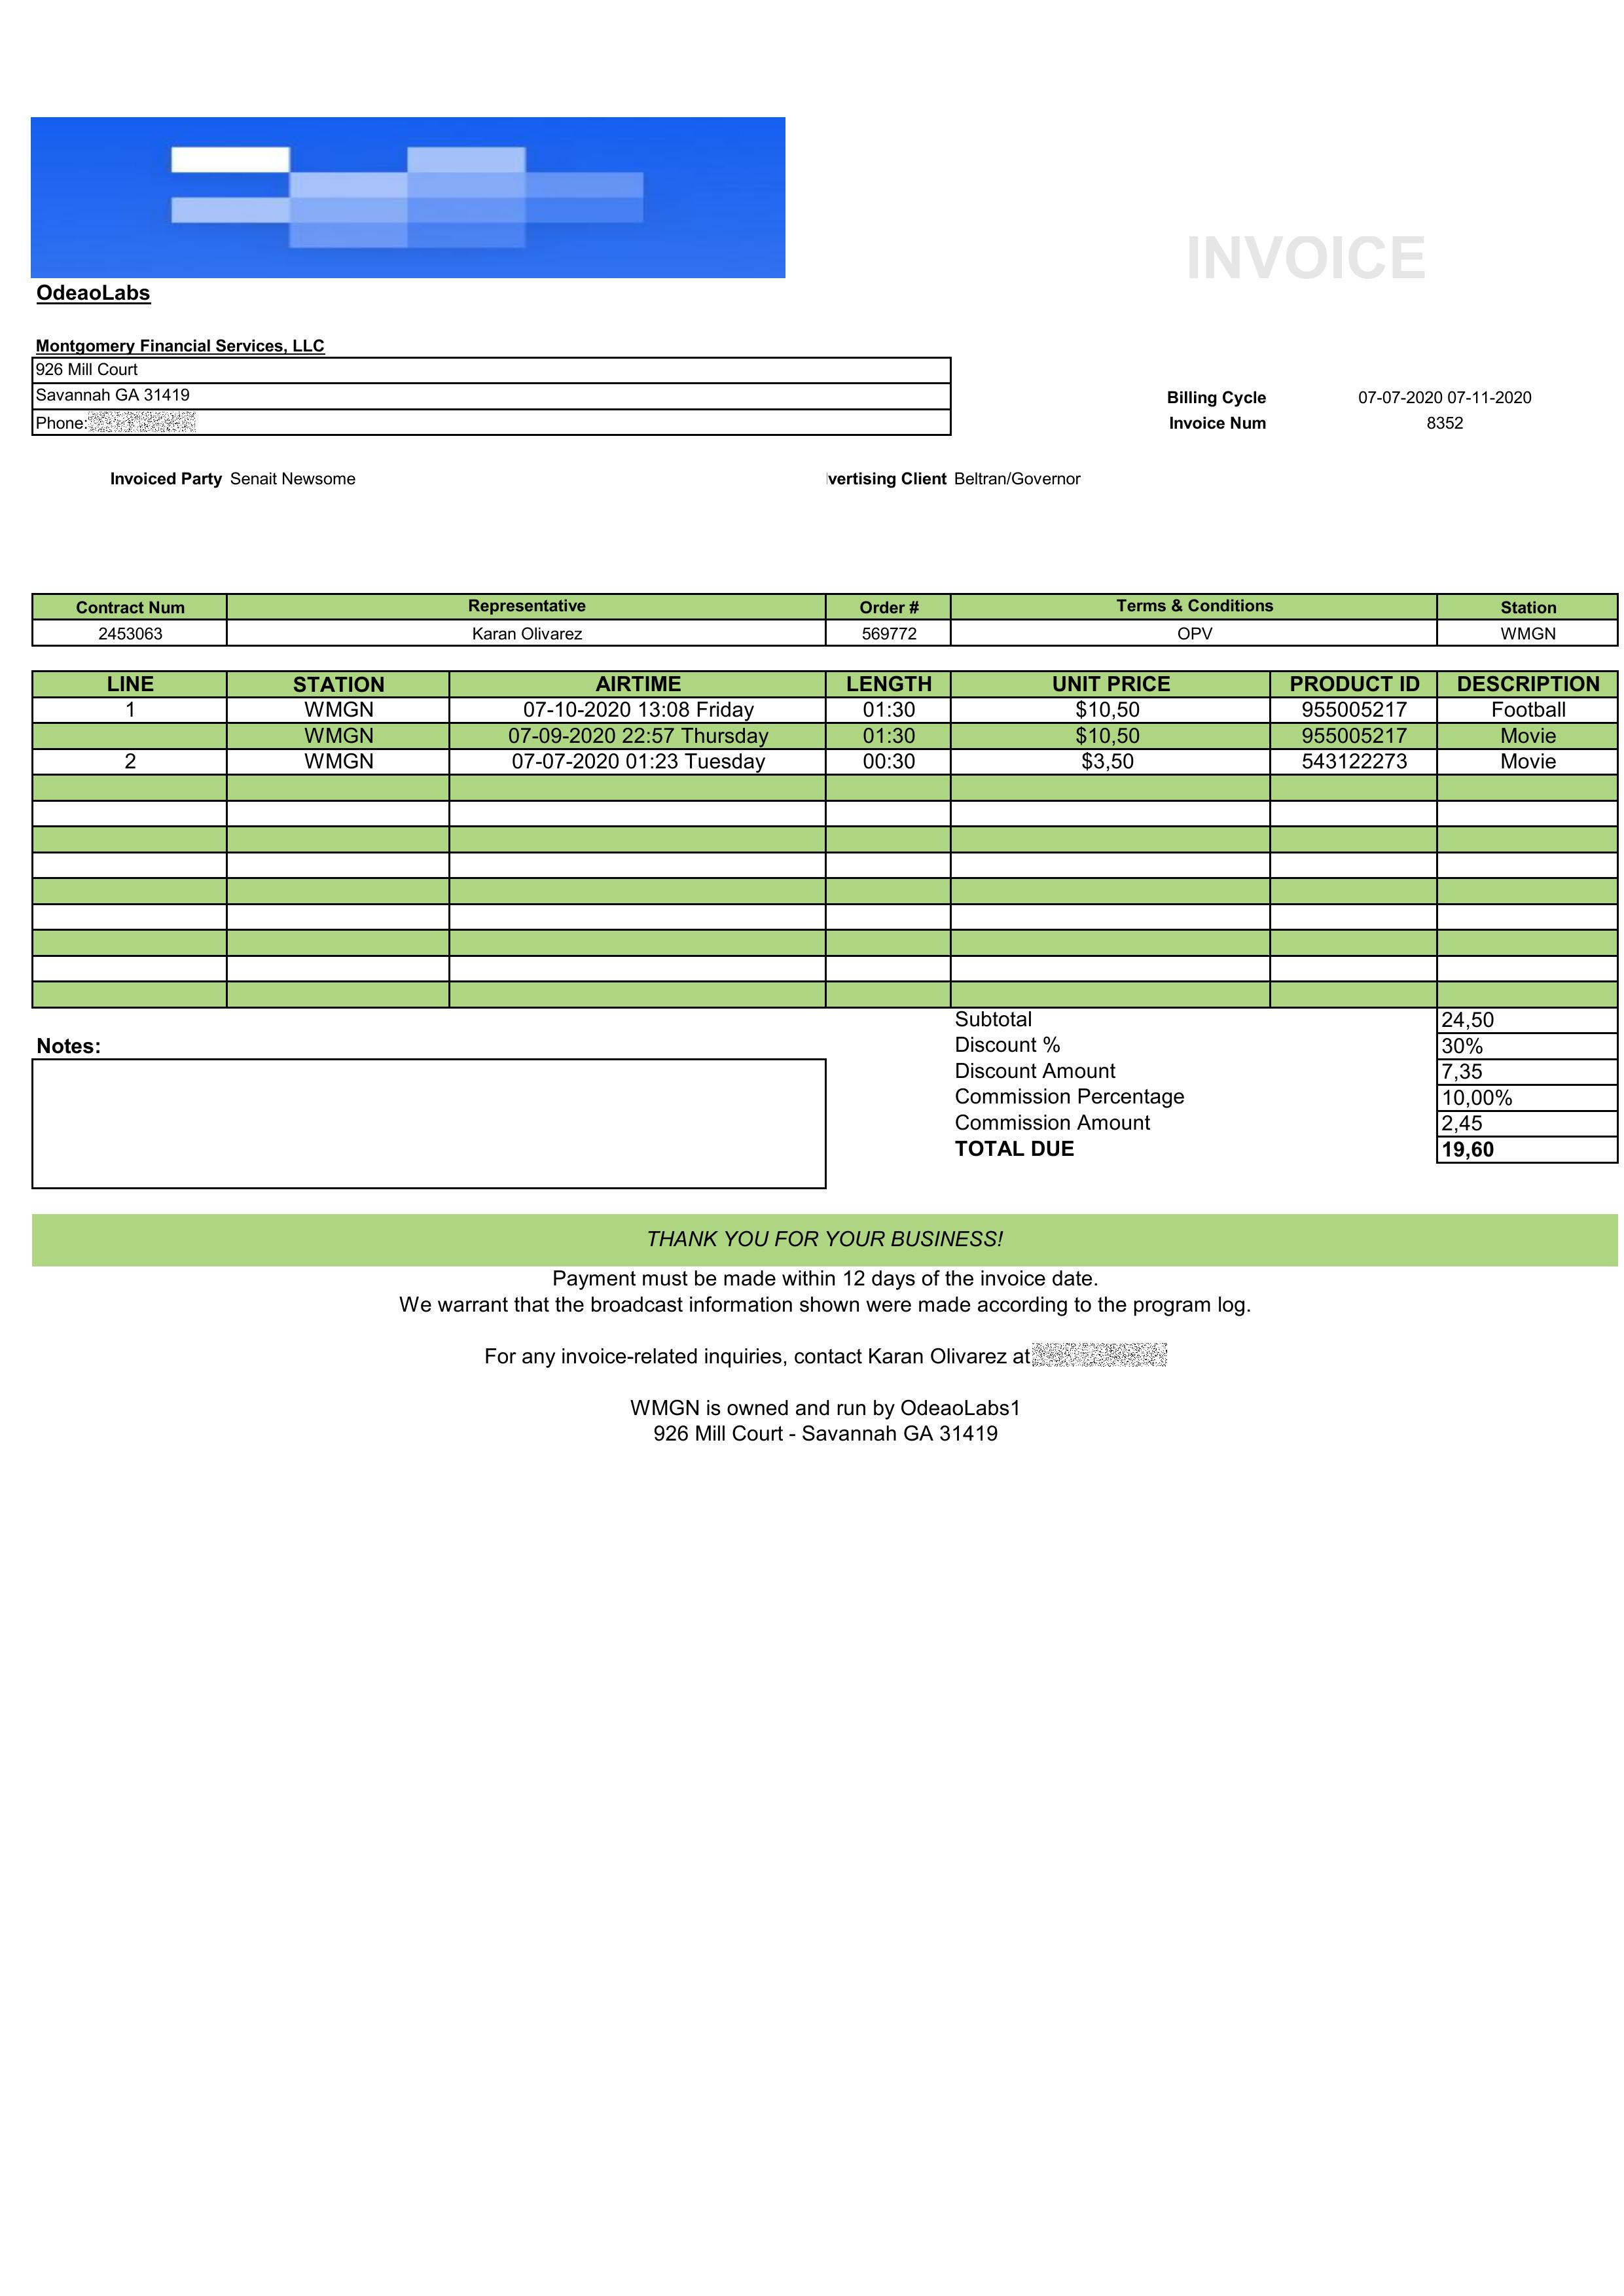 INVOICE
OdeaoLabs
Montgomery Financial Services, LLC
926 Mill Court
Savannah GA 31419
Billing Cycle 07-07-2020 07-11-2020
Phone:
Invoice Num 8352
Invoiced Party Senait Newsome vertising Client Beltran/Governor
Contract Num Representative Order # Terms & Conditions Station
2453063 Karan Olivarez 569772 OPV WMGN
LINE STATION AIRTIME LENGTH UNIT PRICE PRODUCT ID DESCRIPTION
1 WMGN 07-10-2020 13:08 Friday 01:30 $10,50 955005217 Football
WMGN 07-09-2020 22:57 Thursday 01:30 $10,50 955005217 Movie
2 WMGN 07-07-2020 01:23 Tuesday 00:30 $3,50 543122273 Movie
Subtotal 24,50
Notes:
Discount % 30%
Discount Amount 7,35
Commission Percentage 10,00%
Commission Amount 2,45
TOTAL DUE 19,60
THANK YOU FOR YOUR BUSINESS!
Payment must be made within 12 days of the invoice date.
We warrant that the broadcast information shown were made according to the program log.
For any invoice-related inquiries, contact Karan Olivarez at
WMGN is owned and run by OdeaoLabs1
926 Mill Court - Savannah GA 31419